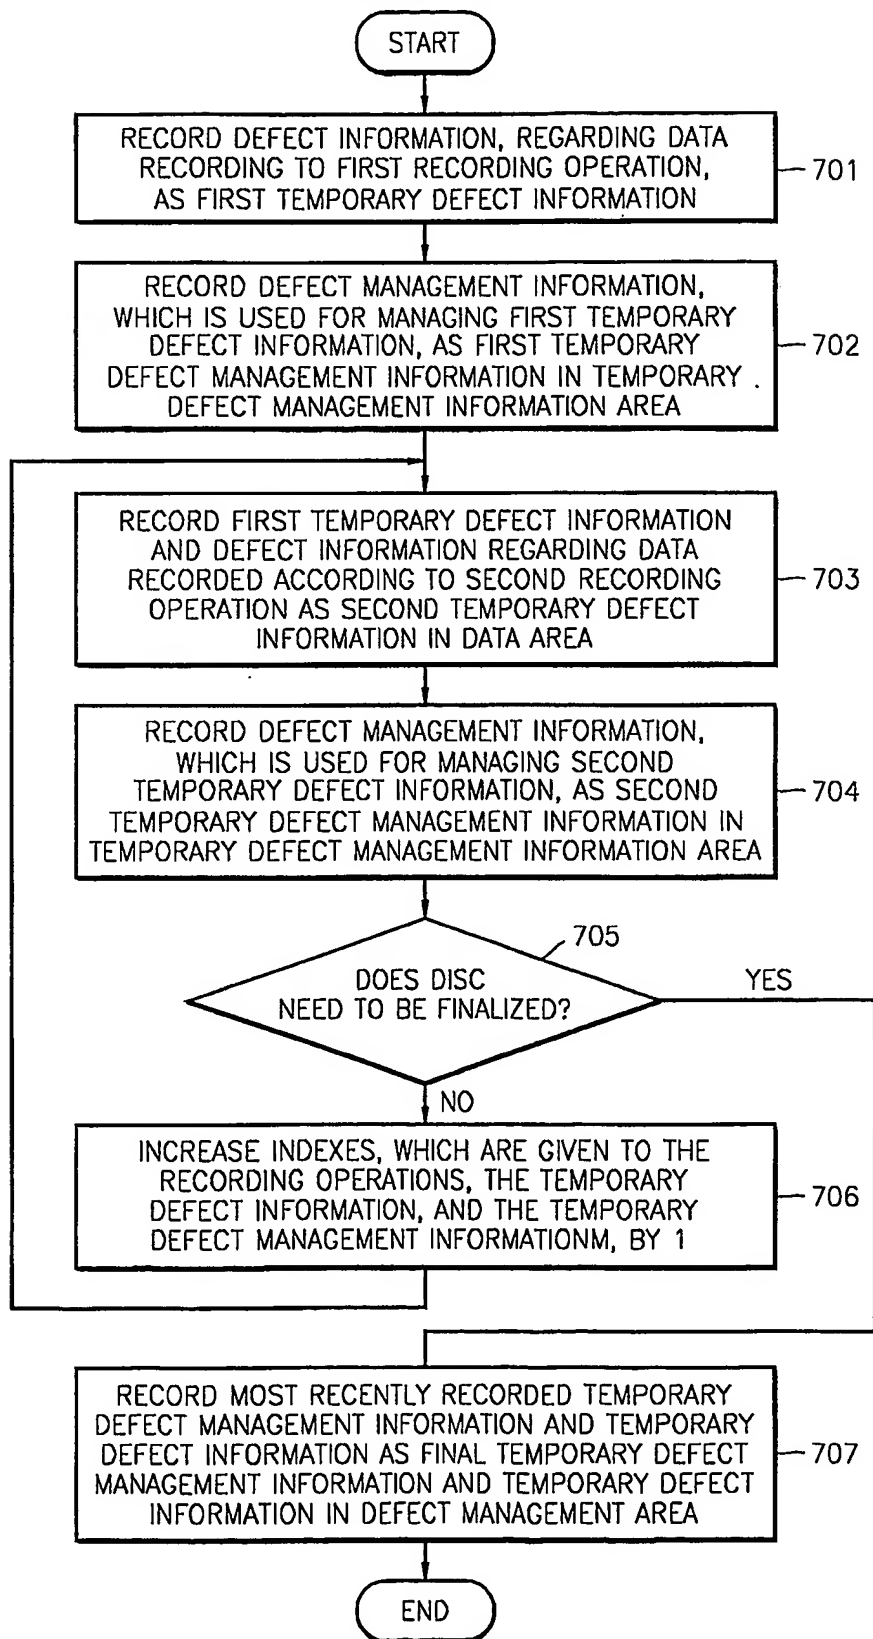 START
RECORD DEFECT INFORMATION, REGARDING DATA
RECORDING TO FIRST RECORDING OPERATION,
AS FIRST TEMPORARY DEFECT INFORMATION
701
RECORD DEFECT MANAGEMENT INFORMATION,
WHICH IS USED FOR MANAGING FIRST TEMPORARY
DEFECT INFORMATION, AS FIRST TEMPORARY
DEFECT MANAGEMENT INFORMATION IN TEMPORARY
DEFECT MANAGEMENT INFORMATION AREA
702
RECORD FIRST TEMPORARY DEFECT INFORMATION
AND DEFECT INFORMATION REGARDING DATA
RECORDED ACCORDING TO SECOND RECORDING
OPERATION AS SECOND TEMPORARY DEFECT
INFORMATION IN DATA AREA
703
RECORD DEFECT MANAGEMENT INFORMATION,
WHICH IS USED FOR MANAGING SECOND
TEMPORARY DEFECT INFORMATION, AS SECOND
TEMPORARY DEFECT MANAGEMENT INFORMATION IN
TEMPORARY DEFECT MANAGEMENT INFORMATION AREA
704
705
DOES DISC
NEED TO BE FINALIZED?
YES
NO
INCREASE INDEXES, WHICH ARE GIVEN TO THE
RECORDING OPERATIONS, THE TEMPORARY
DEFECT INFORMATION, AND THE TEMPORARY
DEFECT MANAGEMENT INFORMATIONM, BY 1
706
RECORD MOST RECENTLY RECORDED TEMPORARY
DEFECT MANAGEMENT INFORMATION AND TEMPORARY
DEFECT INFORMATION AS FINAL TEMPORARY DEFECT
MANAGEMENT INFORMATION AND TEMPORARY DEFECT
INFORMATION IN DEFECT MANAGEMENT AREA
707
END